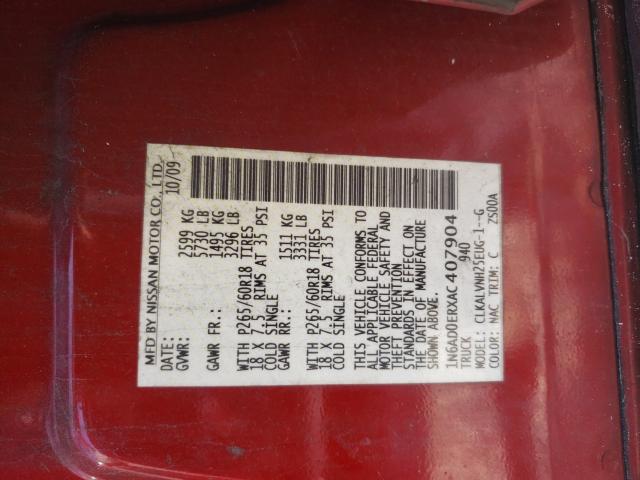 MFD BY NISSAN MOTOR CO., LTD.
DATE: 10/09
GVWR: 2599 KG
5730 LB
GAWR FR.: 1495 KG
3296 LB
WITH P265/60R18 TIRES
18 X 7.5 RIMS AT 35 PSI
COLD SINGLE
GAWR RR.: 1511 KG
3331 LB
WITH P265/60R18 TIRES
18 X 7.5 RIMS AT 35 PSI
COLD SINGLE
THIS VEHICLE CONFORMS TO
ALL APPLICABLE FEDERAL
MOTOR VEHICLE SAFETY AND
THEFT PREVENTION
STANDARDS IN EFFECT ON
THE DATE OF MANUFACTURE
SHOWN ABOVE.
1N6AD0ERXAC407904
TRUCK 940
MODEL: CLKALVNHZ5EUG-1--G
COLOR: NAC TRIM: C ZSD0A